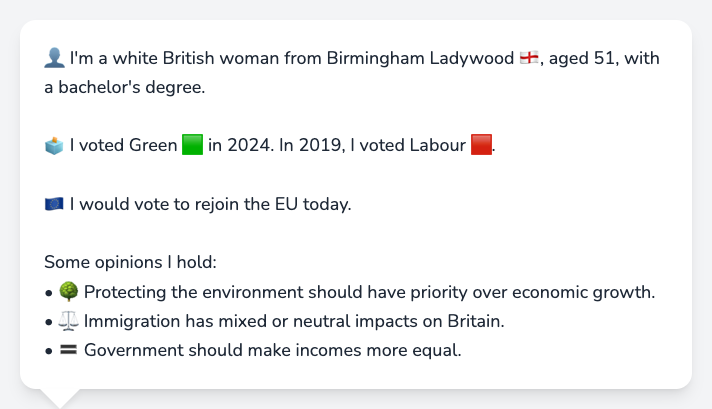 👤 I'm a white British woman from Birmingham Ladywood 🏴󠁧󠁢󠁥󠁮󠁧󠁿, aged 51, with
a bachelor's degree.
🗳️ I voted Green 🟩 in 2024. In 2019, I voted Labour 🟥.
🇪🇺 I would vote to rejoin the EU today.
Some opinions I hold:
• 🌳 Protecting the environment should have priority over economic growth.
• ⚖️ Immigration has mixed or neutral impacts on Britain.
• 🟰 Government should make incomes more equal.